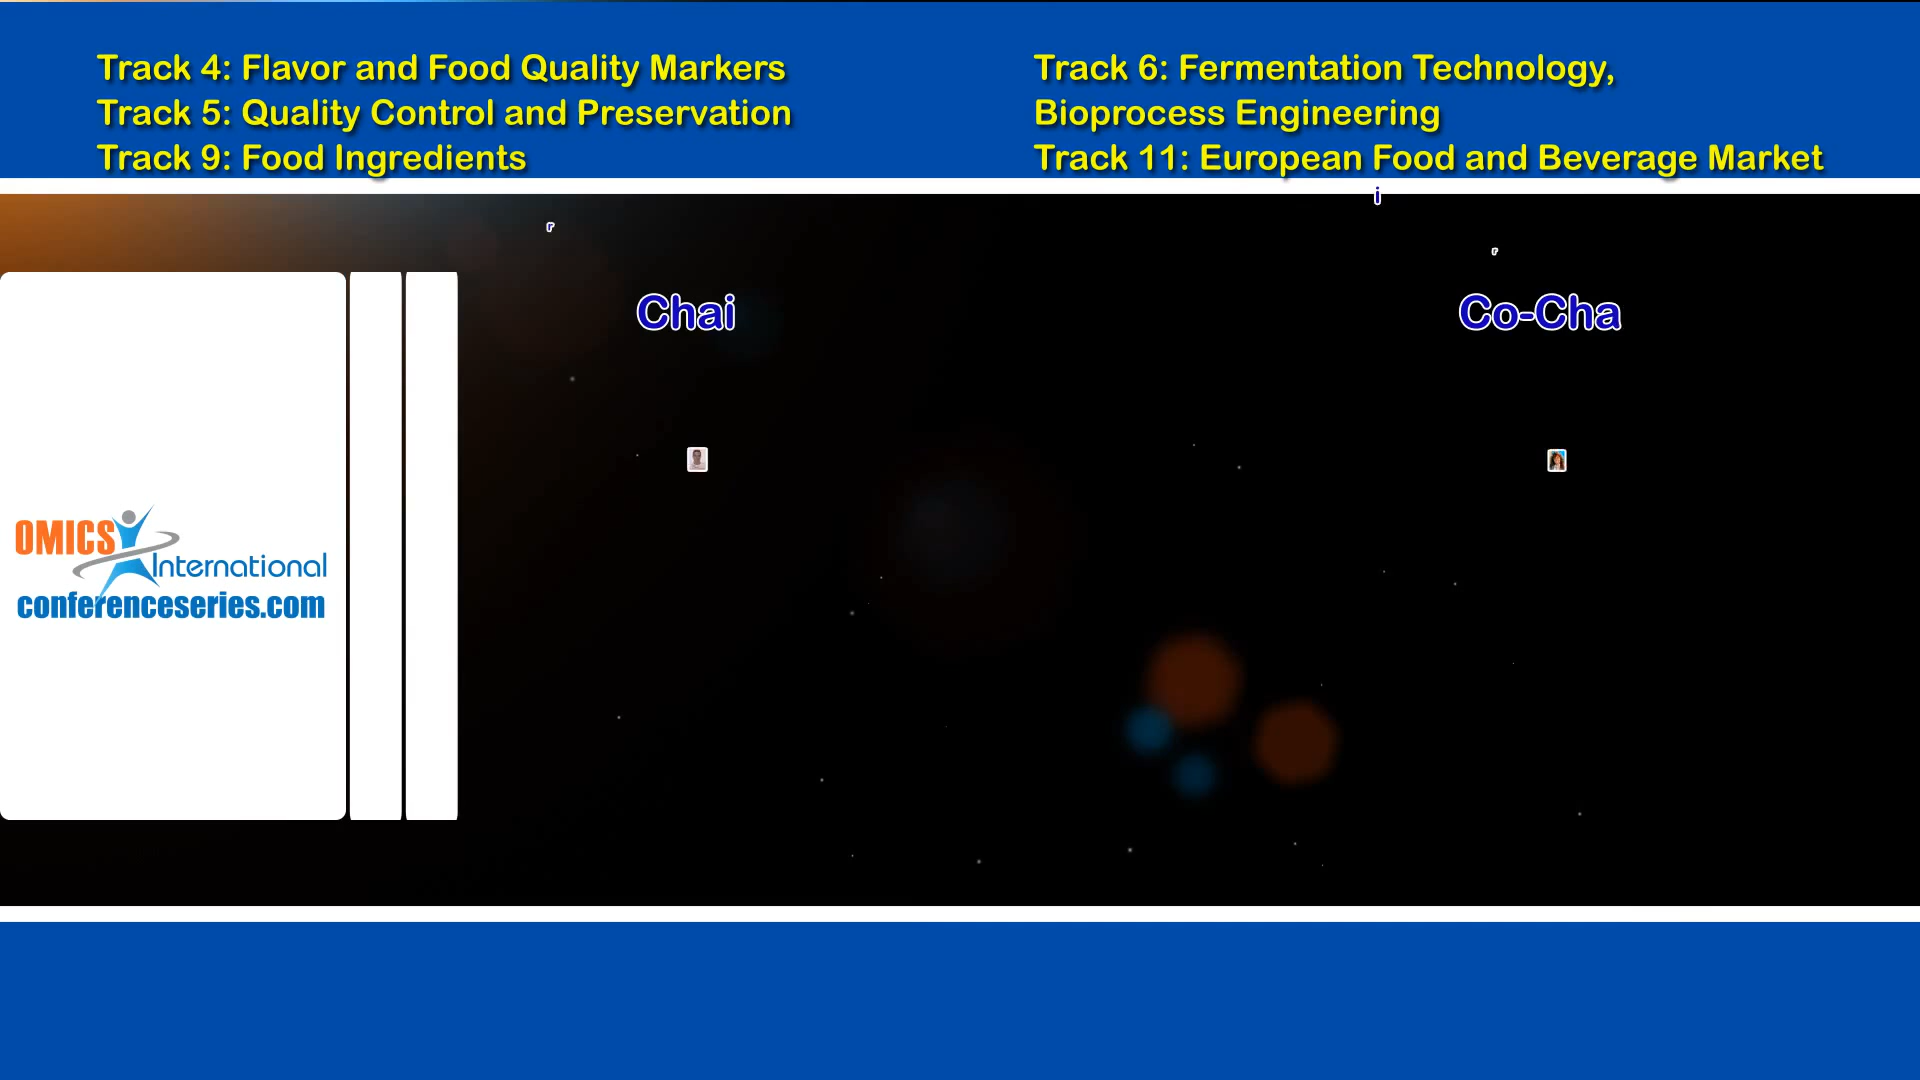 Track 4: Flavor and Food Quality Markers
Track 5: Quality Control and Preservation
Track 9: Food Ingredients
Track 6: Fermentation Technology,
Bioprocess Engineering
Track 11: European Food and Beverage Market
i
r
r
Chai
Co-Cha
OMICS
International
conferenceseries.com